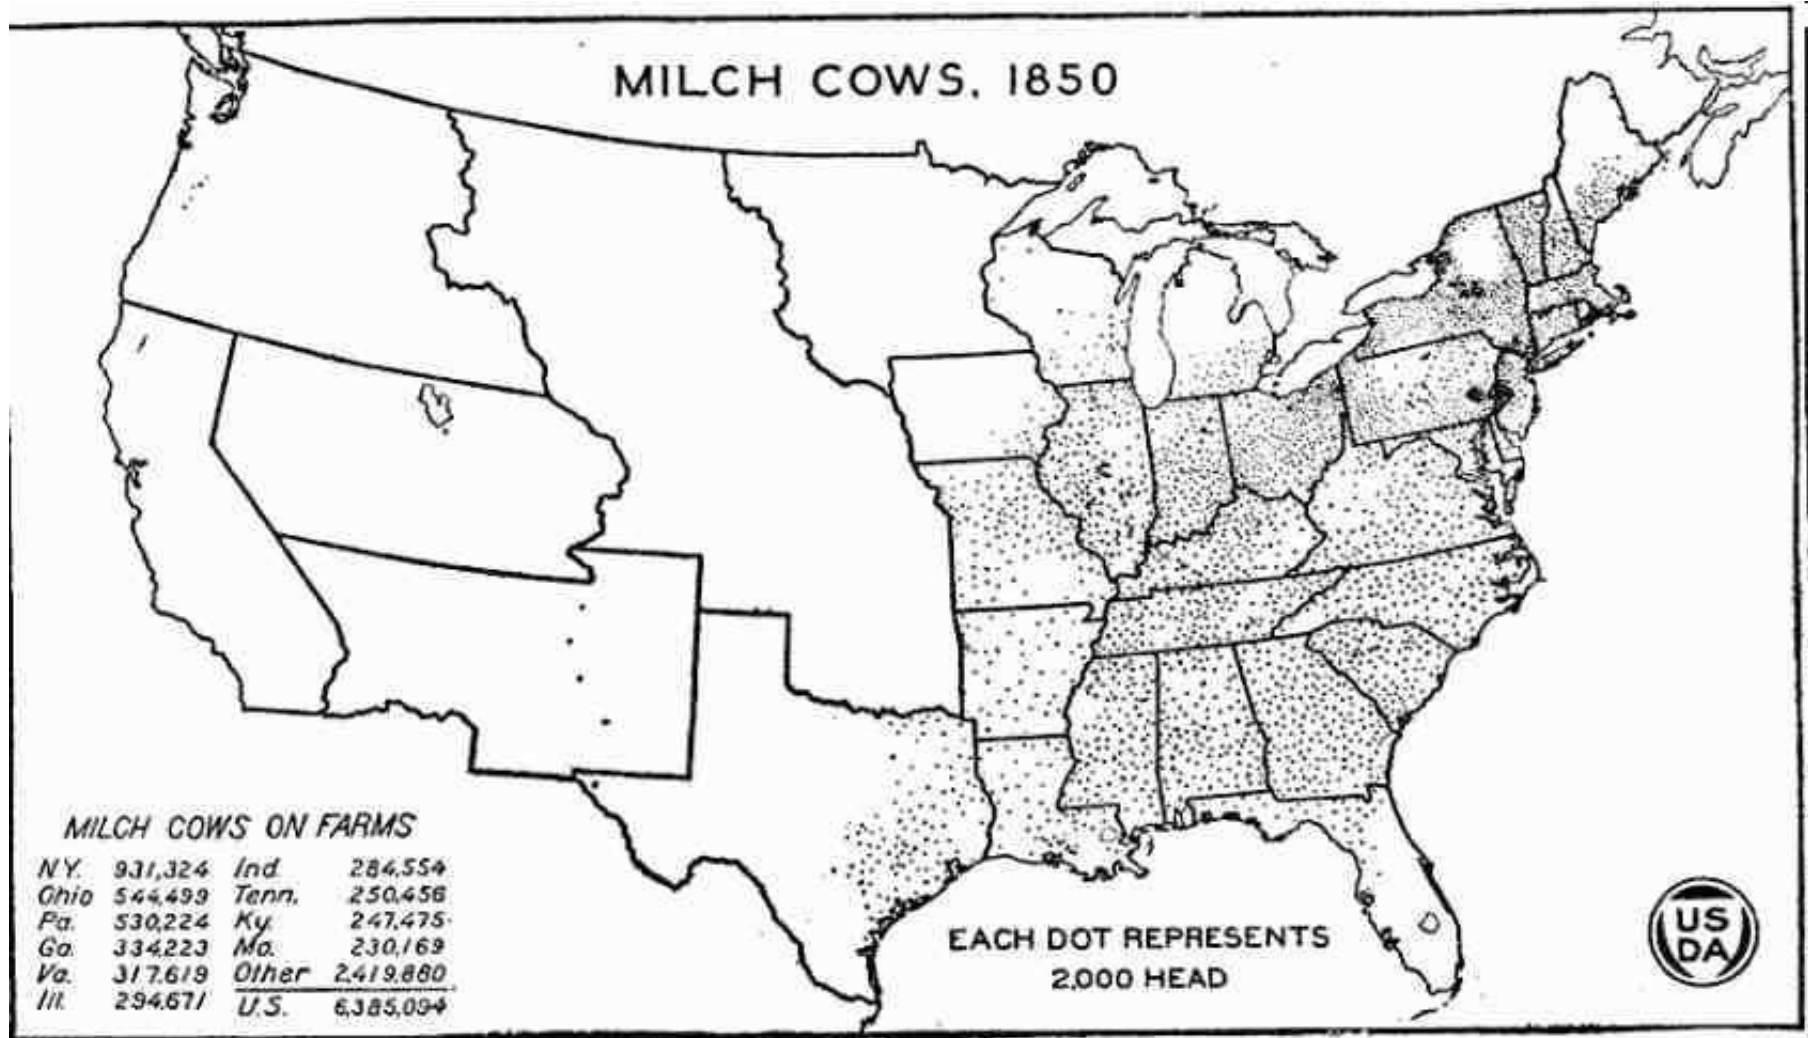 MILCH COWS, 1850
MILCH COWS ON FARMS
N.Y. 931,324 Ind. 284,554
Ohio 544,499 Tenn. 250,456
Pa. 530,224 Ky. 247,475
Ga. 334,223 Mo. 230,169
Va. 317,619 Other 2,419,880
Ill. 294,671 U.S. 6,385,094
EACH DOT REPRESENTS
2,000 HEAD
US
DA